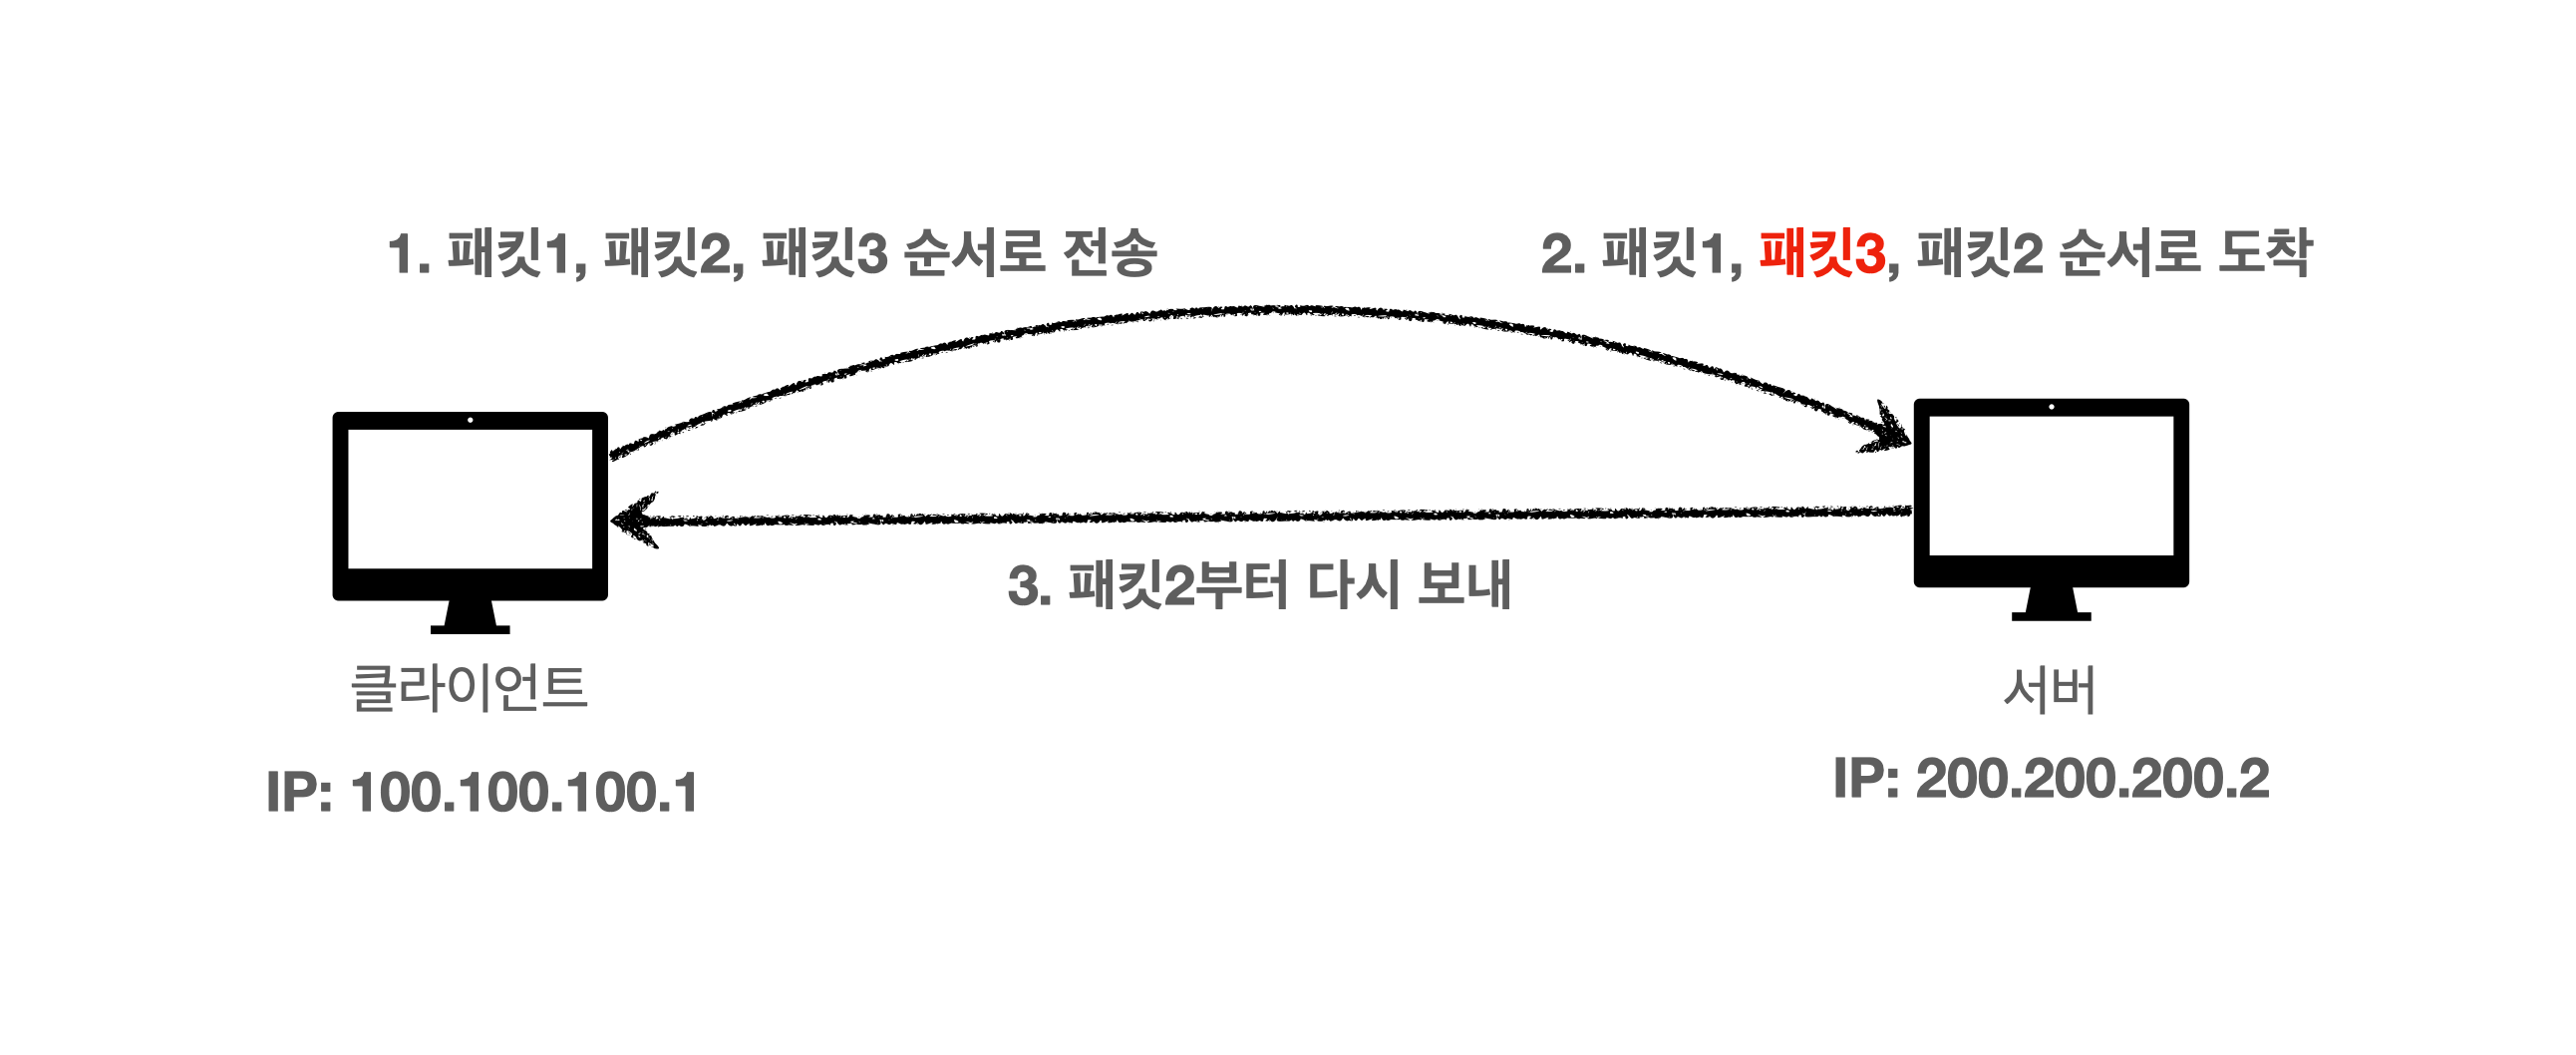 1. 패킷1, 패킷2, 패킷3 순서로 전송
2. 패킷1, 패킷3, 패킷2 순서로 도착
3. 패킷2부터 다시 보내
클라이언트
IP: 100.100.100.1
서버
IP: 200.200.200.2